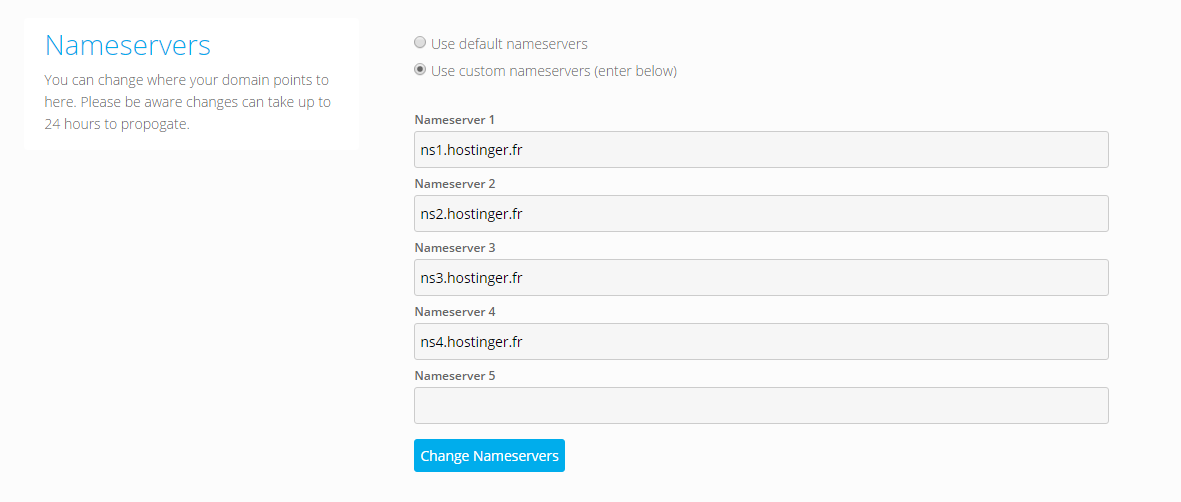 Nameservers
You can change where your domain points to
here. Please be aware changes can take up to
24 hours to propogate.
Use default nameservers
Use custom nameservers (enter below)
Nameserver 1
ns1.hostinger.fr
Nameserver 2
ns2.hostinger.fr
Nameserver 3
ns3.hostinger.fr
Nameserver 4
ns4.hostinger.fr
Nameserver 5
Change Nameservers